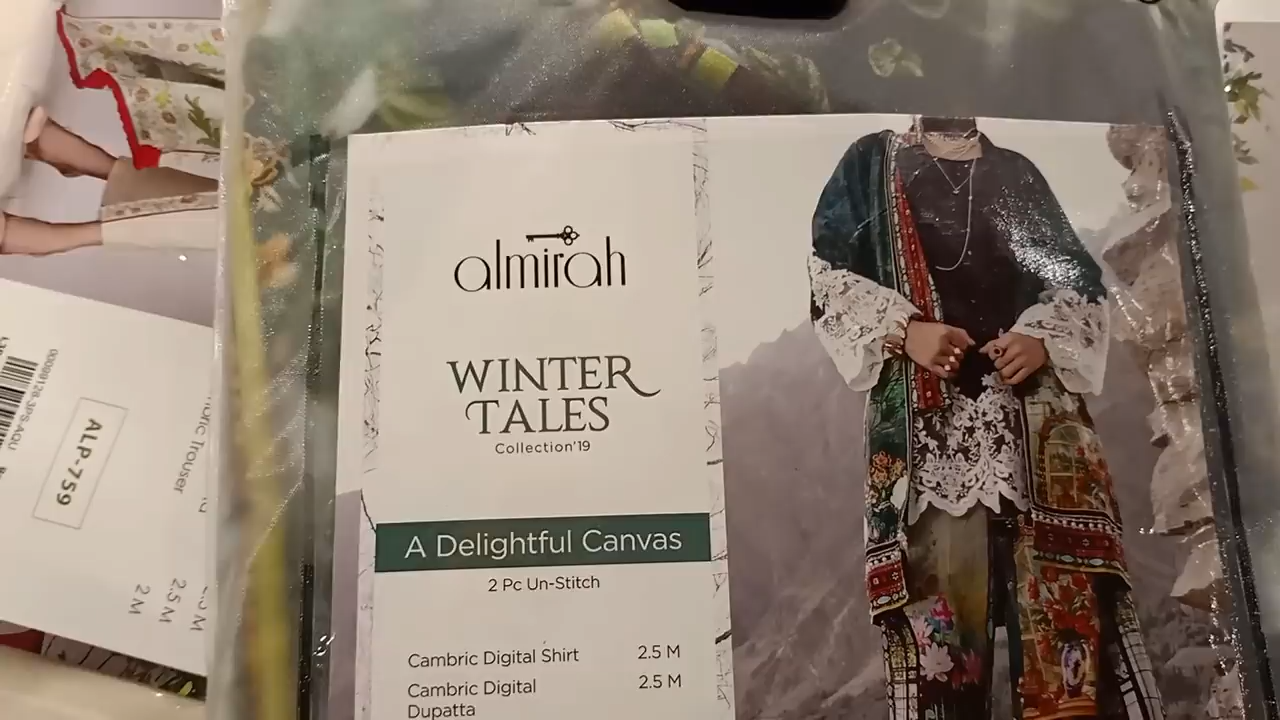 almirah
WINTER
TALES
Collection'19
A Delightful Canvas
2 Pc Un-Stitch
Cambric Digital Shirt 2.5 M
Cambric Digital 2.5 M
Dupatta
ALP-759
Trouser
2.5 M
2 M